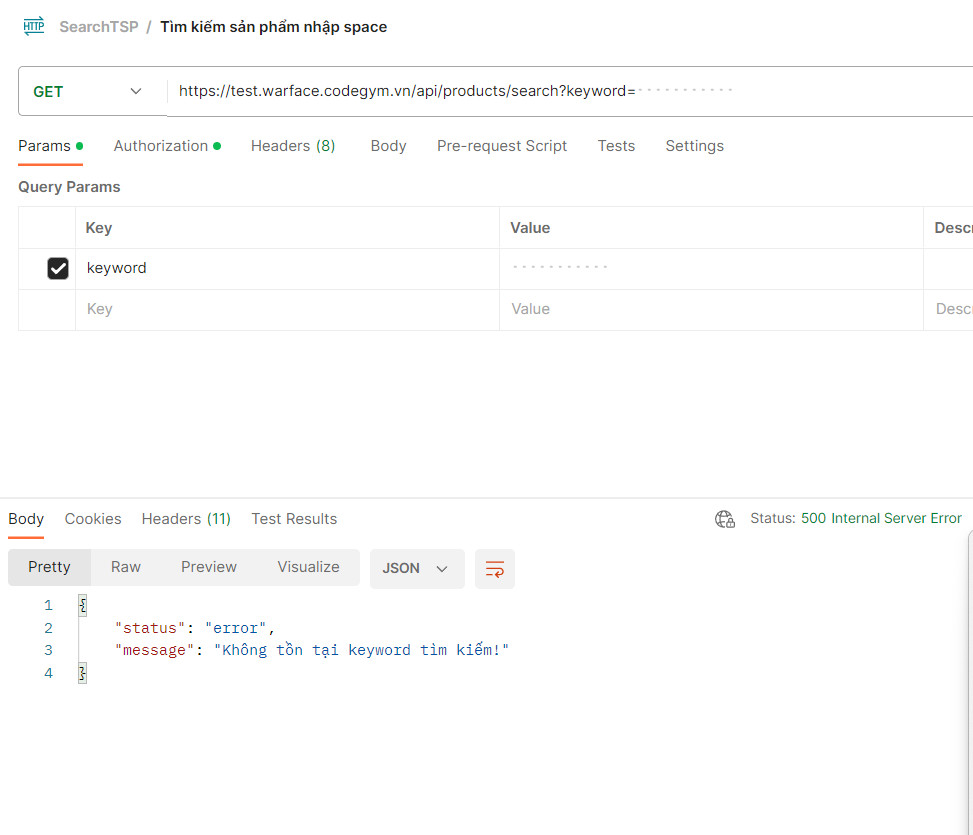 HTTP SearchTSP / Tìm kiếm sản phẩm nhập space
GET https://test.warface.codegym.vn/api/products/search?keyword=
Params Authorization Headers (8) Body Pre-request Script Tests Settings
Query Params
Key Value Descr
keyword
Key Value Desc
Body Cookies Headers (11) Test Results Status: 500 Internal Server Error
Pretty Raw Preview Visualize JSON
1 {
2 "status": "error",
3 "message": "Không tồn tại keyword tìm kiếm!"
4 }